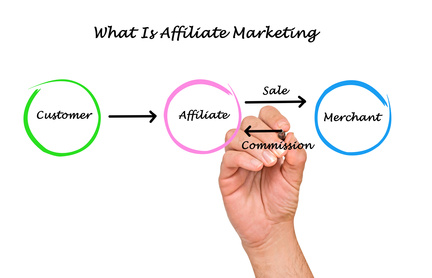 What Is Affiliate Marketing
Sale
Customer
Affiliate
Merchant
Commission